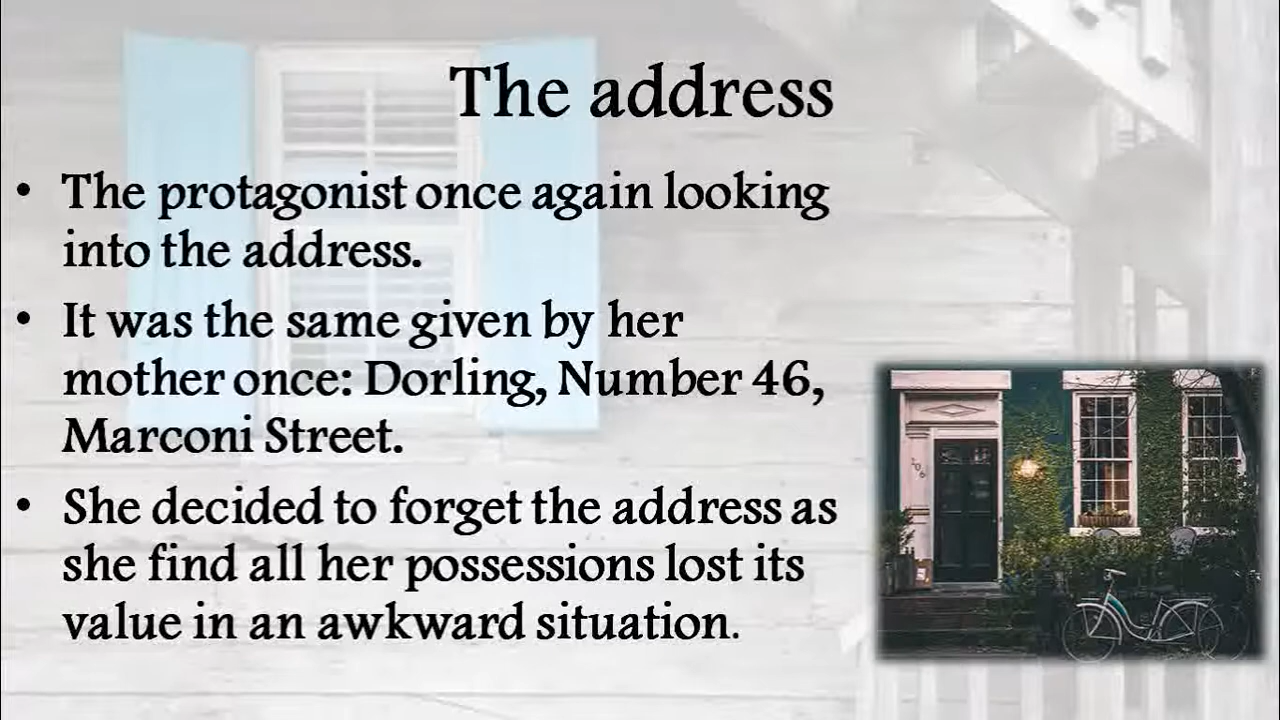 The address
• The protagonist once again looking
into the address.
• It was the same given by her
mother once: Dorling, Number 46,
Marconi Street.
• She decided to forget the address as
she find all her possessions lost its
value in an awkward situation.
106